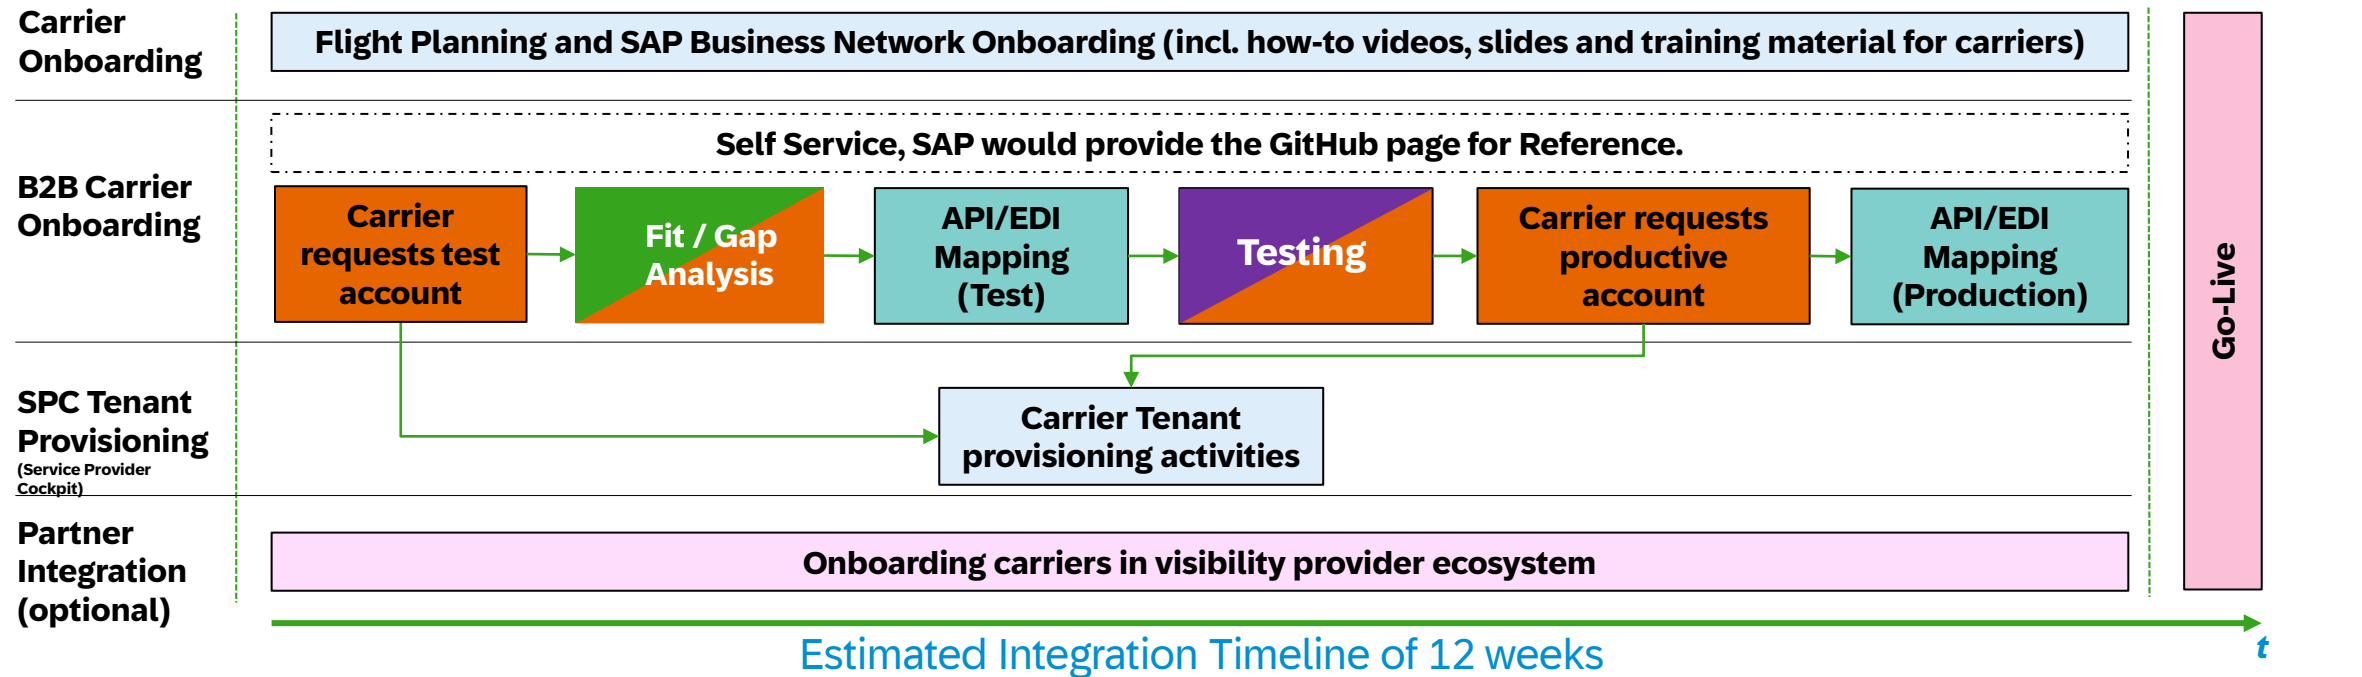 Carrier
Onboarding
Flight Planning and SAP Business Network Onboarding (incl. how-to videos, slides and training material for carriers)
Self Service, SAP would provide the GitHub page for Reference.
B2B Carrier
Onboarding
Carrier
requests test
account
Fit / Gap
Analysis
API/EDI
Mapping
(Test)
Testing
Carrier requests
productive
account
API/EDI
Mapping
(Production)
Go-Live
SPC Tenant
Provisioning
(Service Provider
Cockpit)
Carrier Tenant
provisioning activities
Partner
Integration
(optional)
Onboarding carriers in visibility provider ecosystem
Estimated Integration Timeline of 12 weeks
t